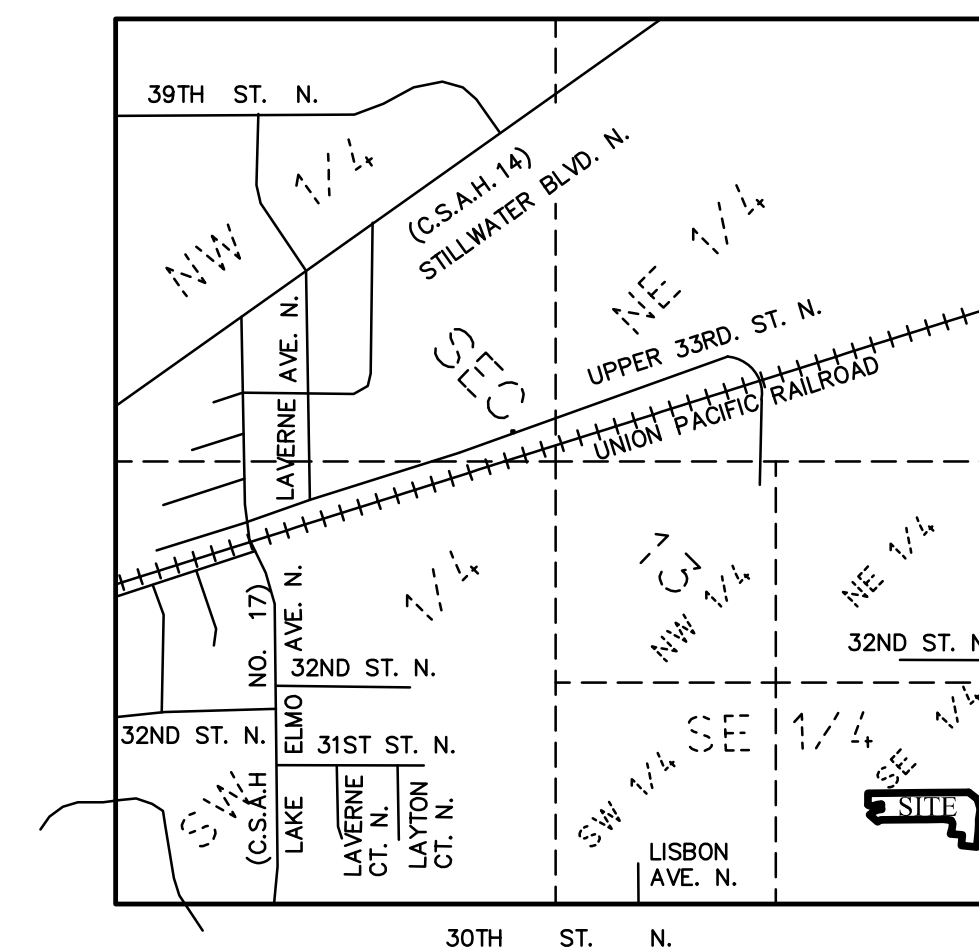 39TH ST. N.
NW 1/4
(C.S.A.H. 14)
STILLWATER BLVD. N.
NE 1/4
SEC. 13
LAVERNE AVE. N.
UPPER 33RD. ST. N.
UNION PACIFIC RAILROAD
SW 1/4
NW 1/4
NE 1/4
(C.S.A.H NO. 17)
LAKE ELMO AVE. N.
32ND ST. N.
32ND ST. N
32ND ST. N.
31ST ST. N.
SE 1/4
SW 1/4
SE 1/4
LAVERNE
CT. N.
LAYTON
CT. N.
SITE
LISBON
AVE. N.
30TH ST. N.